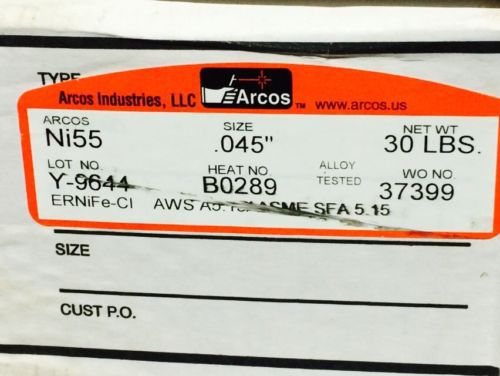 TYPE
Arcos Industries, LLC Arcos TM www.arcos.us
ARCOS SIZE NET WT
Ni55 .045" 30 LBS.
LOT NO. HEAT NO. ALLOY TESTED WO NO
Y-9644 B0289 37399
ERNiFe-CI AWS ASME SFA 5.15
SIZE
CUST P.O.